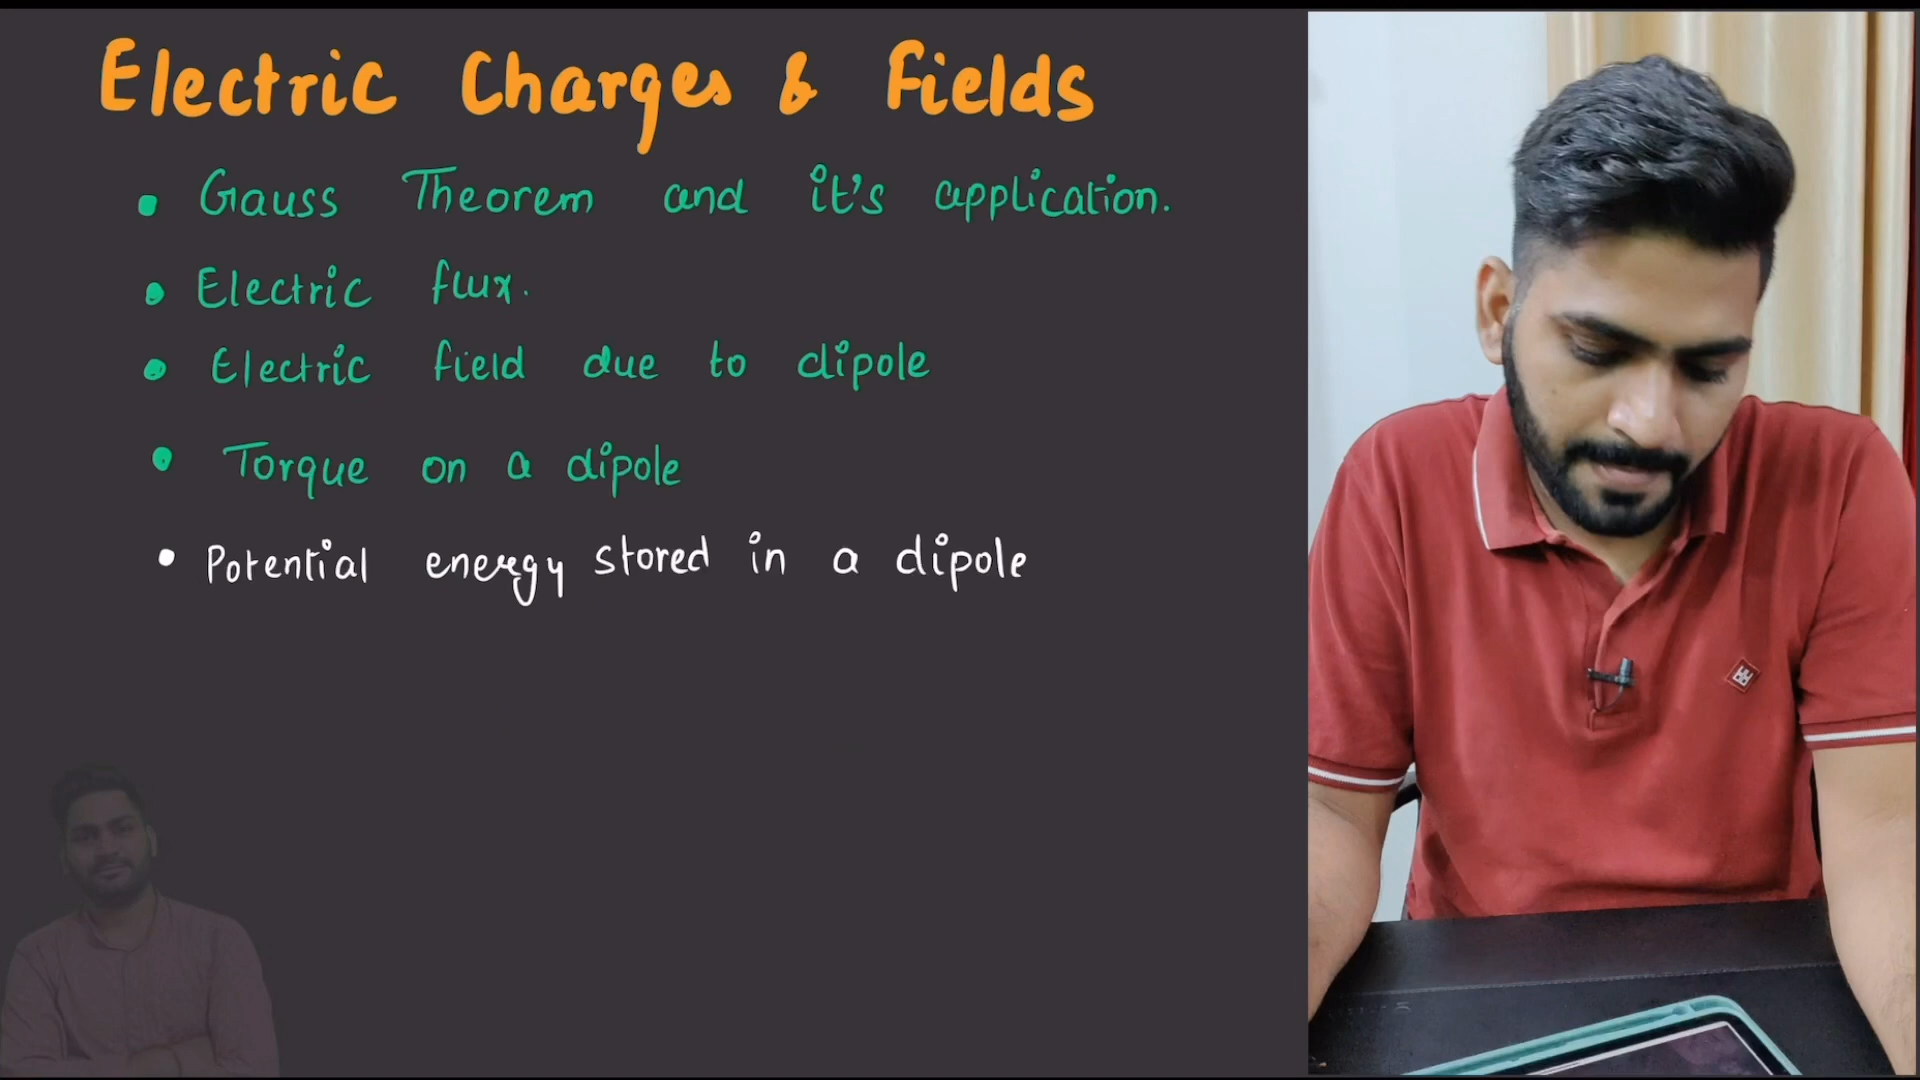 Electric Charges & Fields
• Gauss Theorem and it's application.
• Electric flux.
• Electric field due to dipole
• Torque on a dipole
• Potential energy stored in a dipole